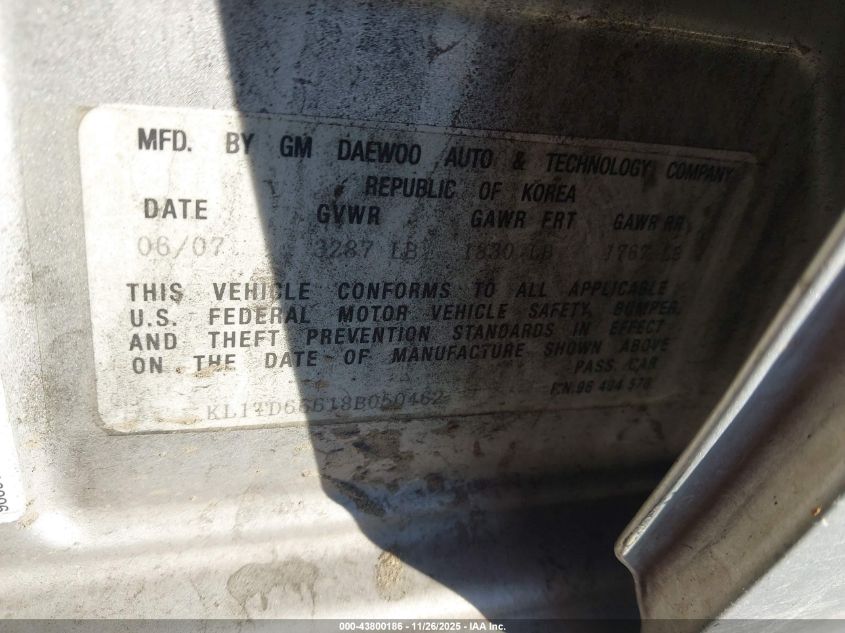 MFD. BY GM DAEWOO AUTO & TECHNOLOGY COMPANY
REPUBLIC OF KOREA
DATE GVWR GAWR FRT GAWR RR
06/07 3287 LB 1830 LB 1767 LB
THIS VEHICLE CONFORMS TO ALL APPLICABLE
U.S. FEDERAL MOTOR VEHICLE SAFETY, BUMPER,
AND THEFT PREVENTION STANDARDS IN EFFECT
ON THE DATE OF MANUFACTURE SHOWN ABOVE
PASS. CAR
KL1TD66618B050462 P.N.96 578
000-43800186 - 11/26/2025 - IAA Inc.